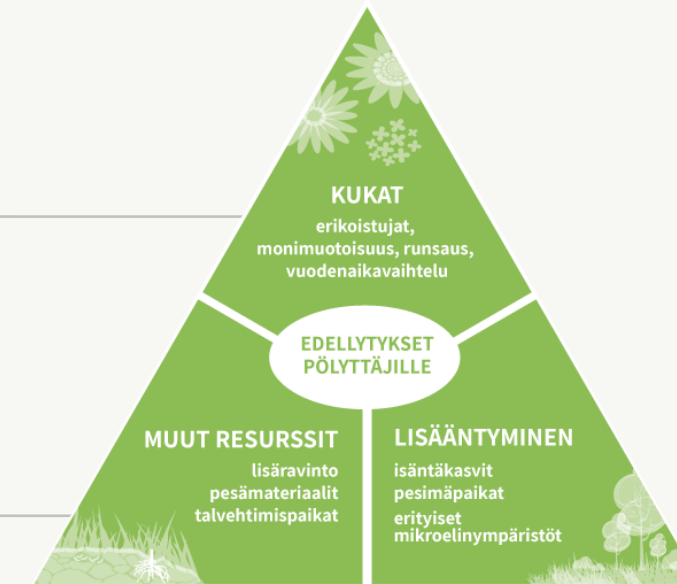 KUKAT
erikoistujat,
monimuotoisuus, runsaus,
vuodenaikavaihtelu
EDELLYTYKSET
PÖLYTTÄJILLE
MUUT RESURSSIT
lisäravinto
pesämateriaalit
talvehtimispaikat
LISÄÄNTYMINEN
isäntäkasvit
pesimäpaikat
erityiset
mikroelinympäristöt